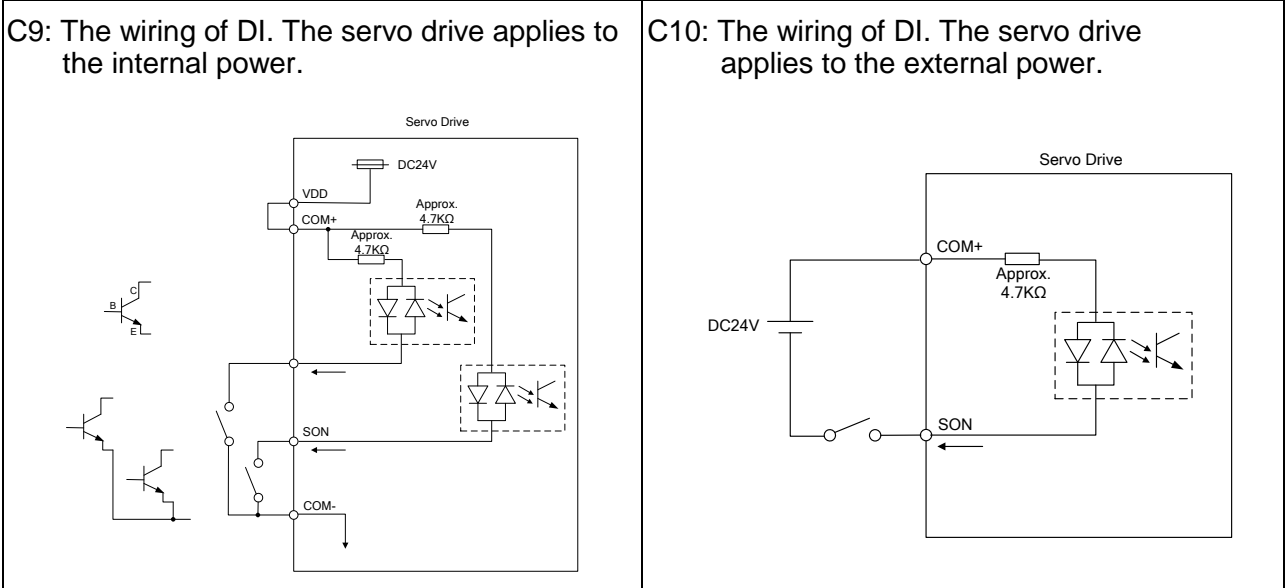 C9: The wiring of DI. The servo drive applies to
the internal power.
Servo Drive
DC24V
VDD
COM+
Approx.
4.7KΩ
Approx.
4.7KΩ
C
B
E
SON
COM-
C10: The wiring of DI. The servo drive
applies to the external power.
Servo Drive
COM+
Approx.
4.7KΩ
DC24V
SON